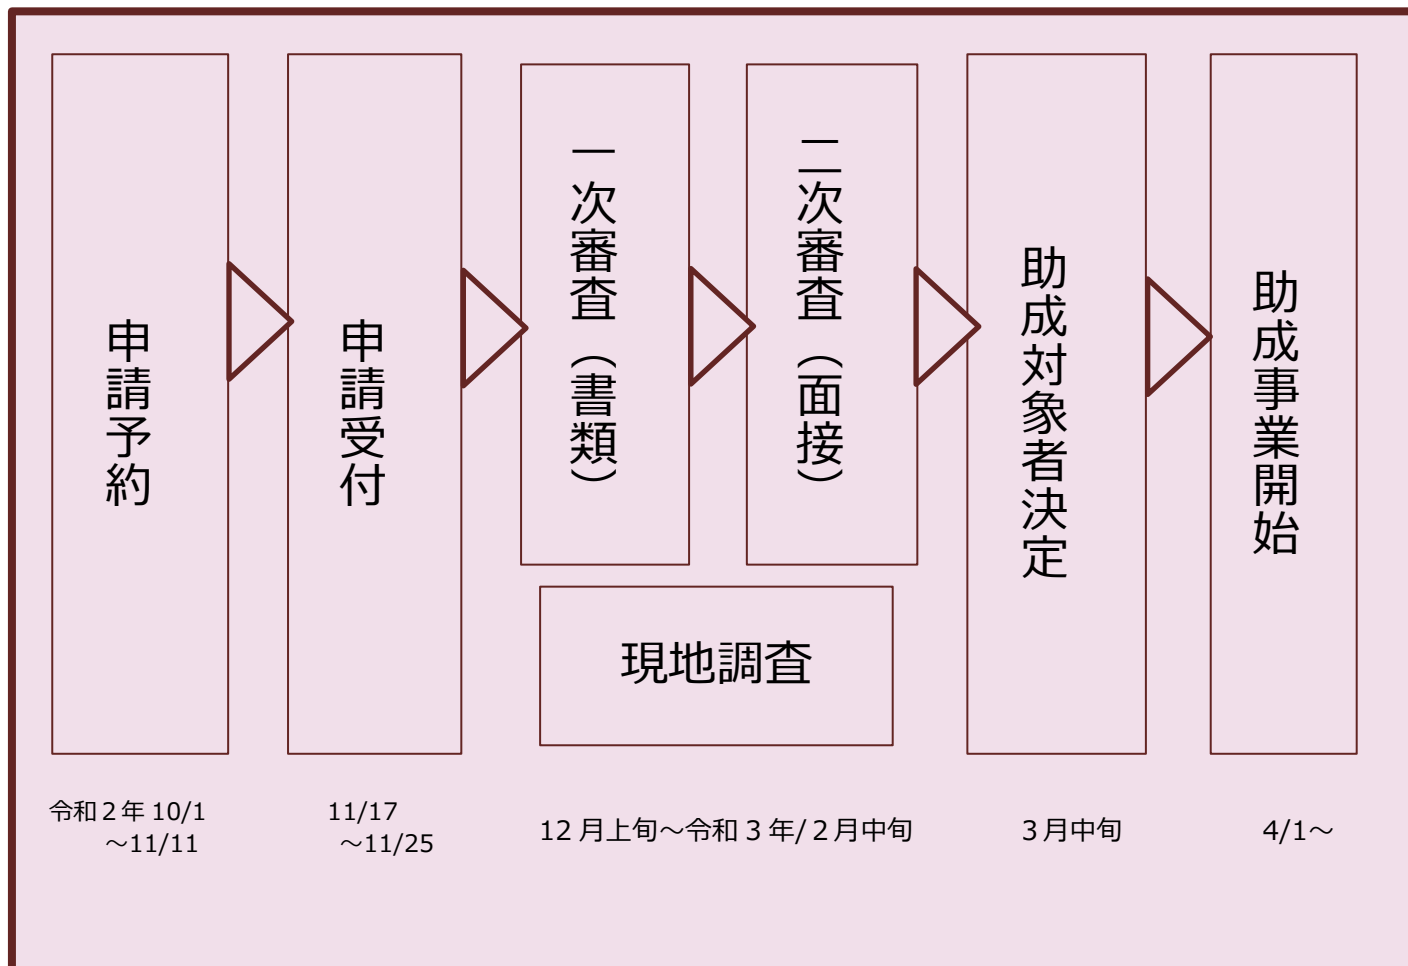 申請予約
申請受付
一次審査（書類）
二次審査（面接）
現地調査
助成対象者決定
助成事業開始
令和２年 10/1
～11/11
11/17
～11/25
12 月上旬～令和 3 年/ 2 月中旬
３月中旬
4/1～